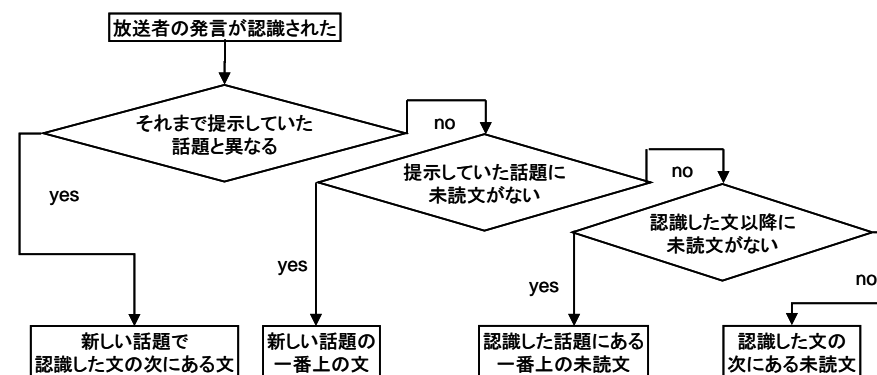 放送者の発言が認識された
それまで提示していた
話題と異なる
no
提示していた話題に
未読文がない
no
認識した文以降に
未読文がない
yes
yes
yes
no
新しい話題で
認識した文の次にある文
新しい話題の
一番上の文
認識した話題にある
一番上の未読文
認識した文の
次にある未読文